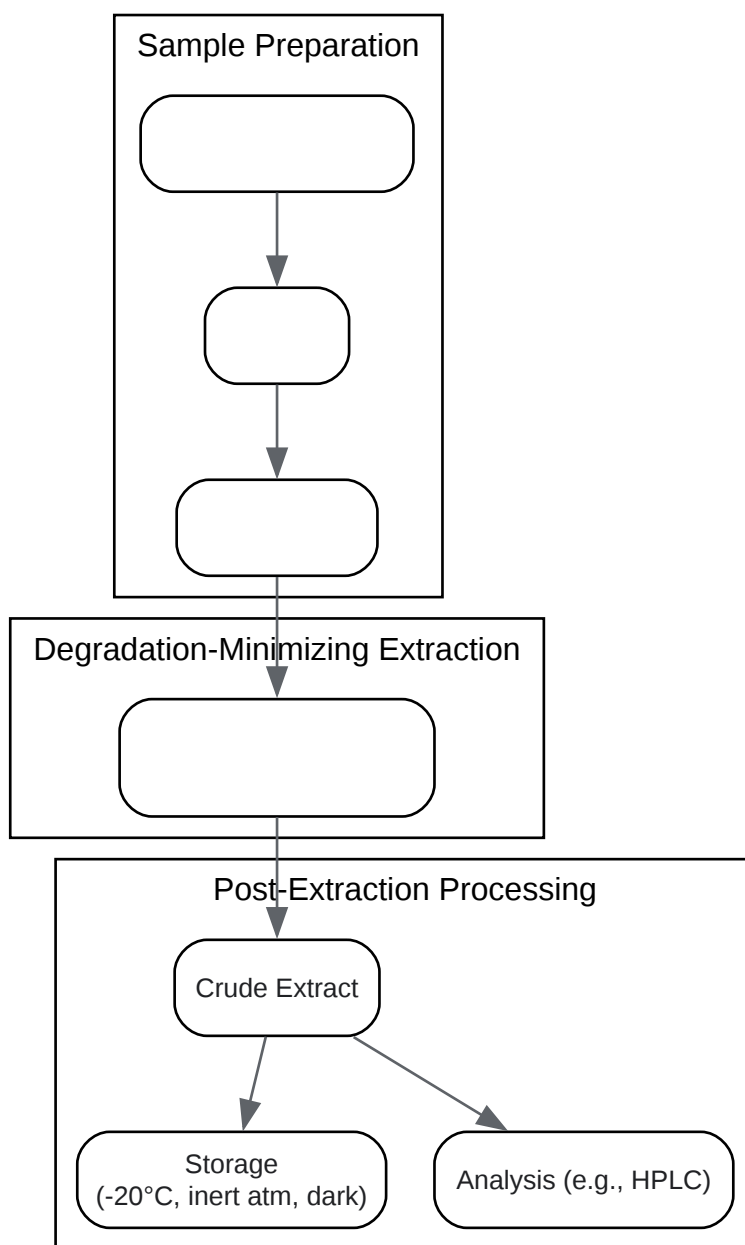 Sample Preparation
Degradation-Minimizing Extraction
Post-Extraction Processing
Crude Extract
Storage
(-20°C, inert atm, dark)
Analysis (e.g., HPLC)